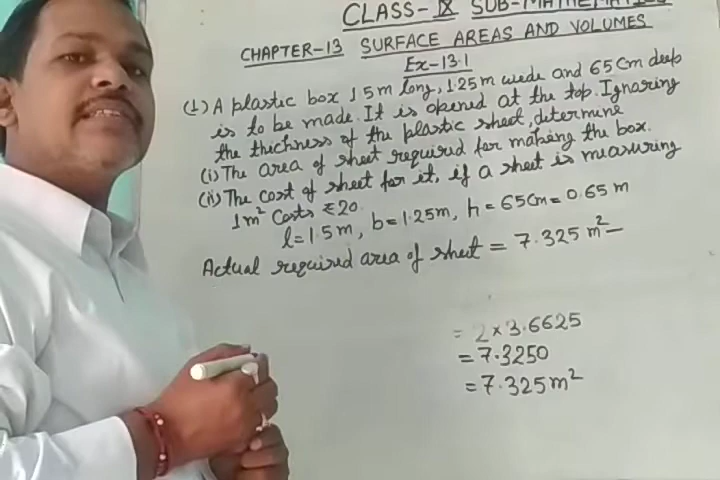 CLASS-IX SUB-MATHEMATICS
CHAPTER-13 SURFACE AREAS AND VOLUMES
Ex-13.1
(1) A plastic box 1.5m long, 1.25m wide and 65cm deep
is to be made. It is opened at the top. Ignoring
the thickness of the plastic sheet, determine
(i) The area of sheet required for making the box.
(ii) The cost of sheet for it, if a sheet is measuring
1m² costs ₹20.
l=1.5m, b=1.25m, h=65cm=0.65m
Actual required area of sheet = 7.325 m² –
= 2×3.6625
= 7.3250
= 7.325m²